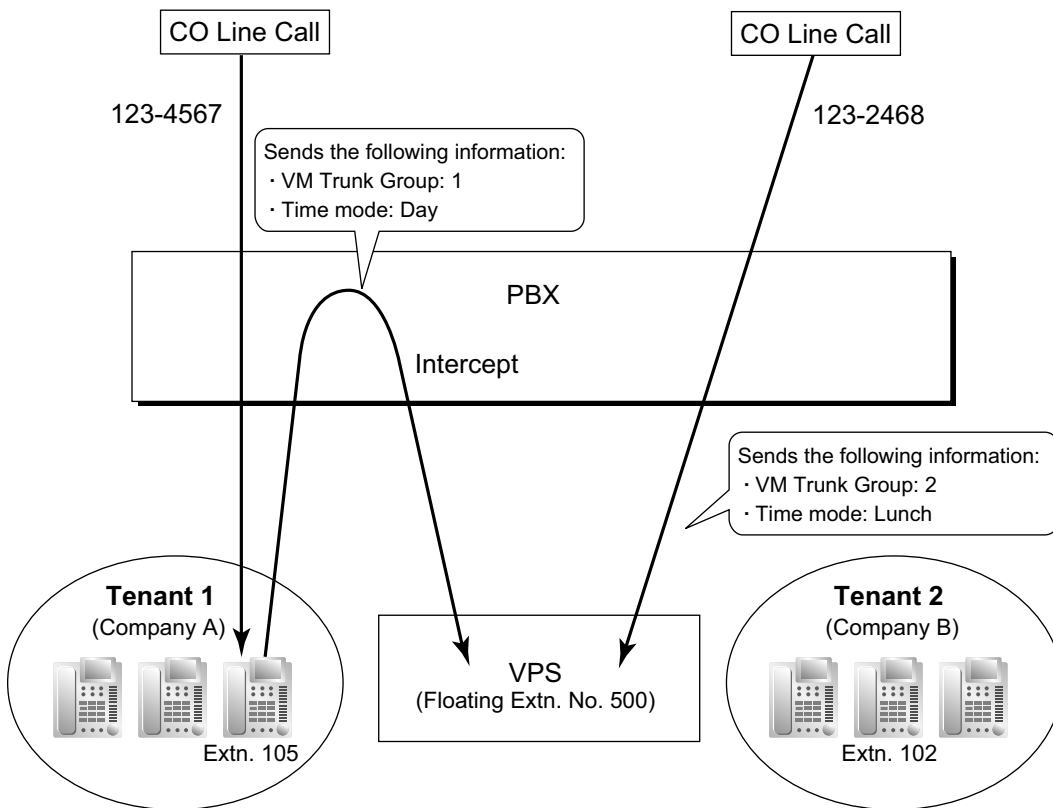 CO Line Call
CO Line Call
123-4567
123-2468
Sends the following information:
· VM Trunk Group: 1
· Time mode: Day
PBX
Intercept
Sends the following information:
· VM Trunk Group: 2
· Time mode: Lunch
Tenant 1
(Company A)
Extn. 105
VPS
(Floating Extn. No. 500)
Tenant 2
(Company B)
Extn. 102